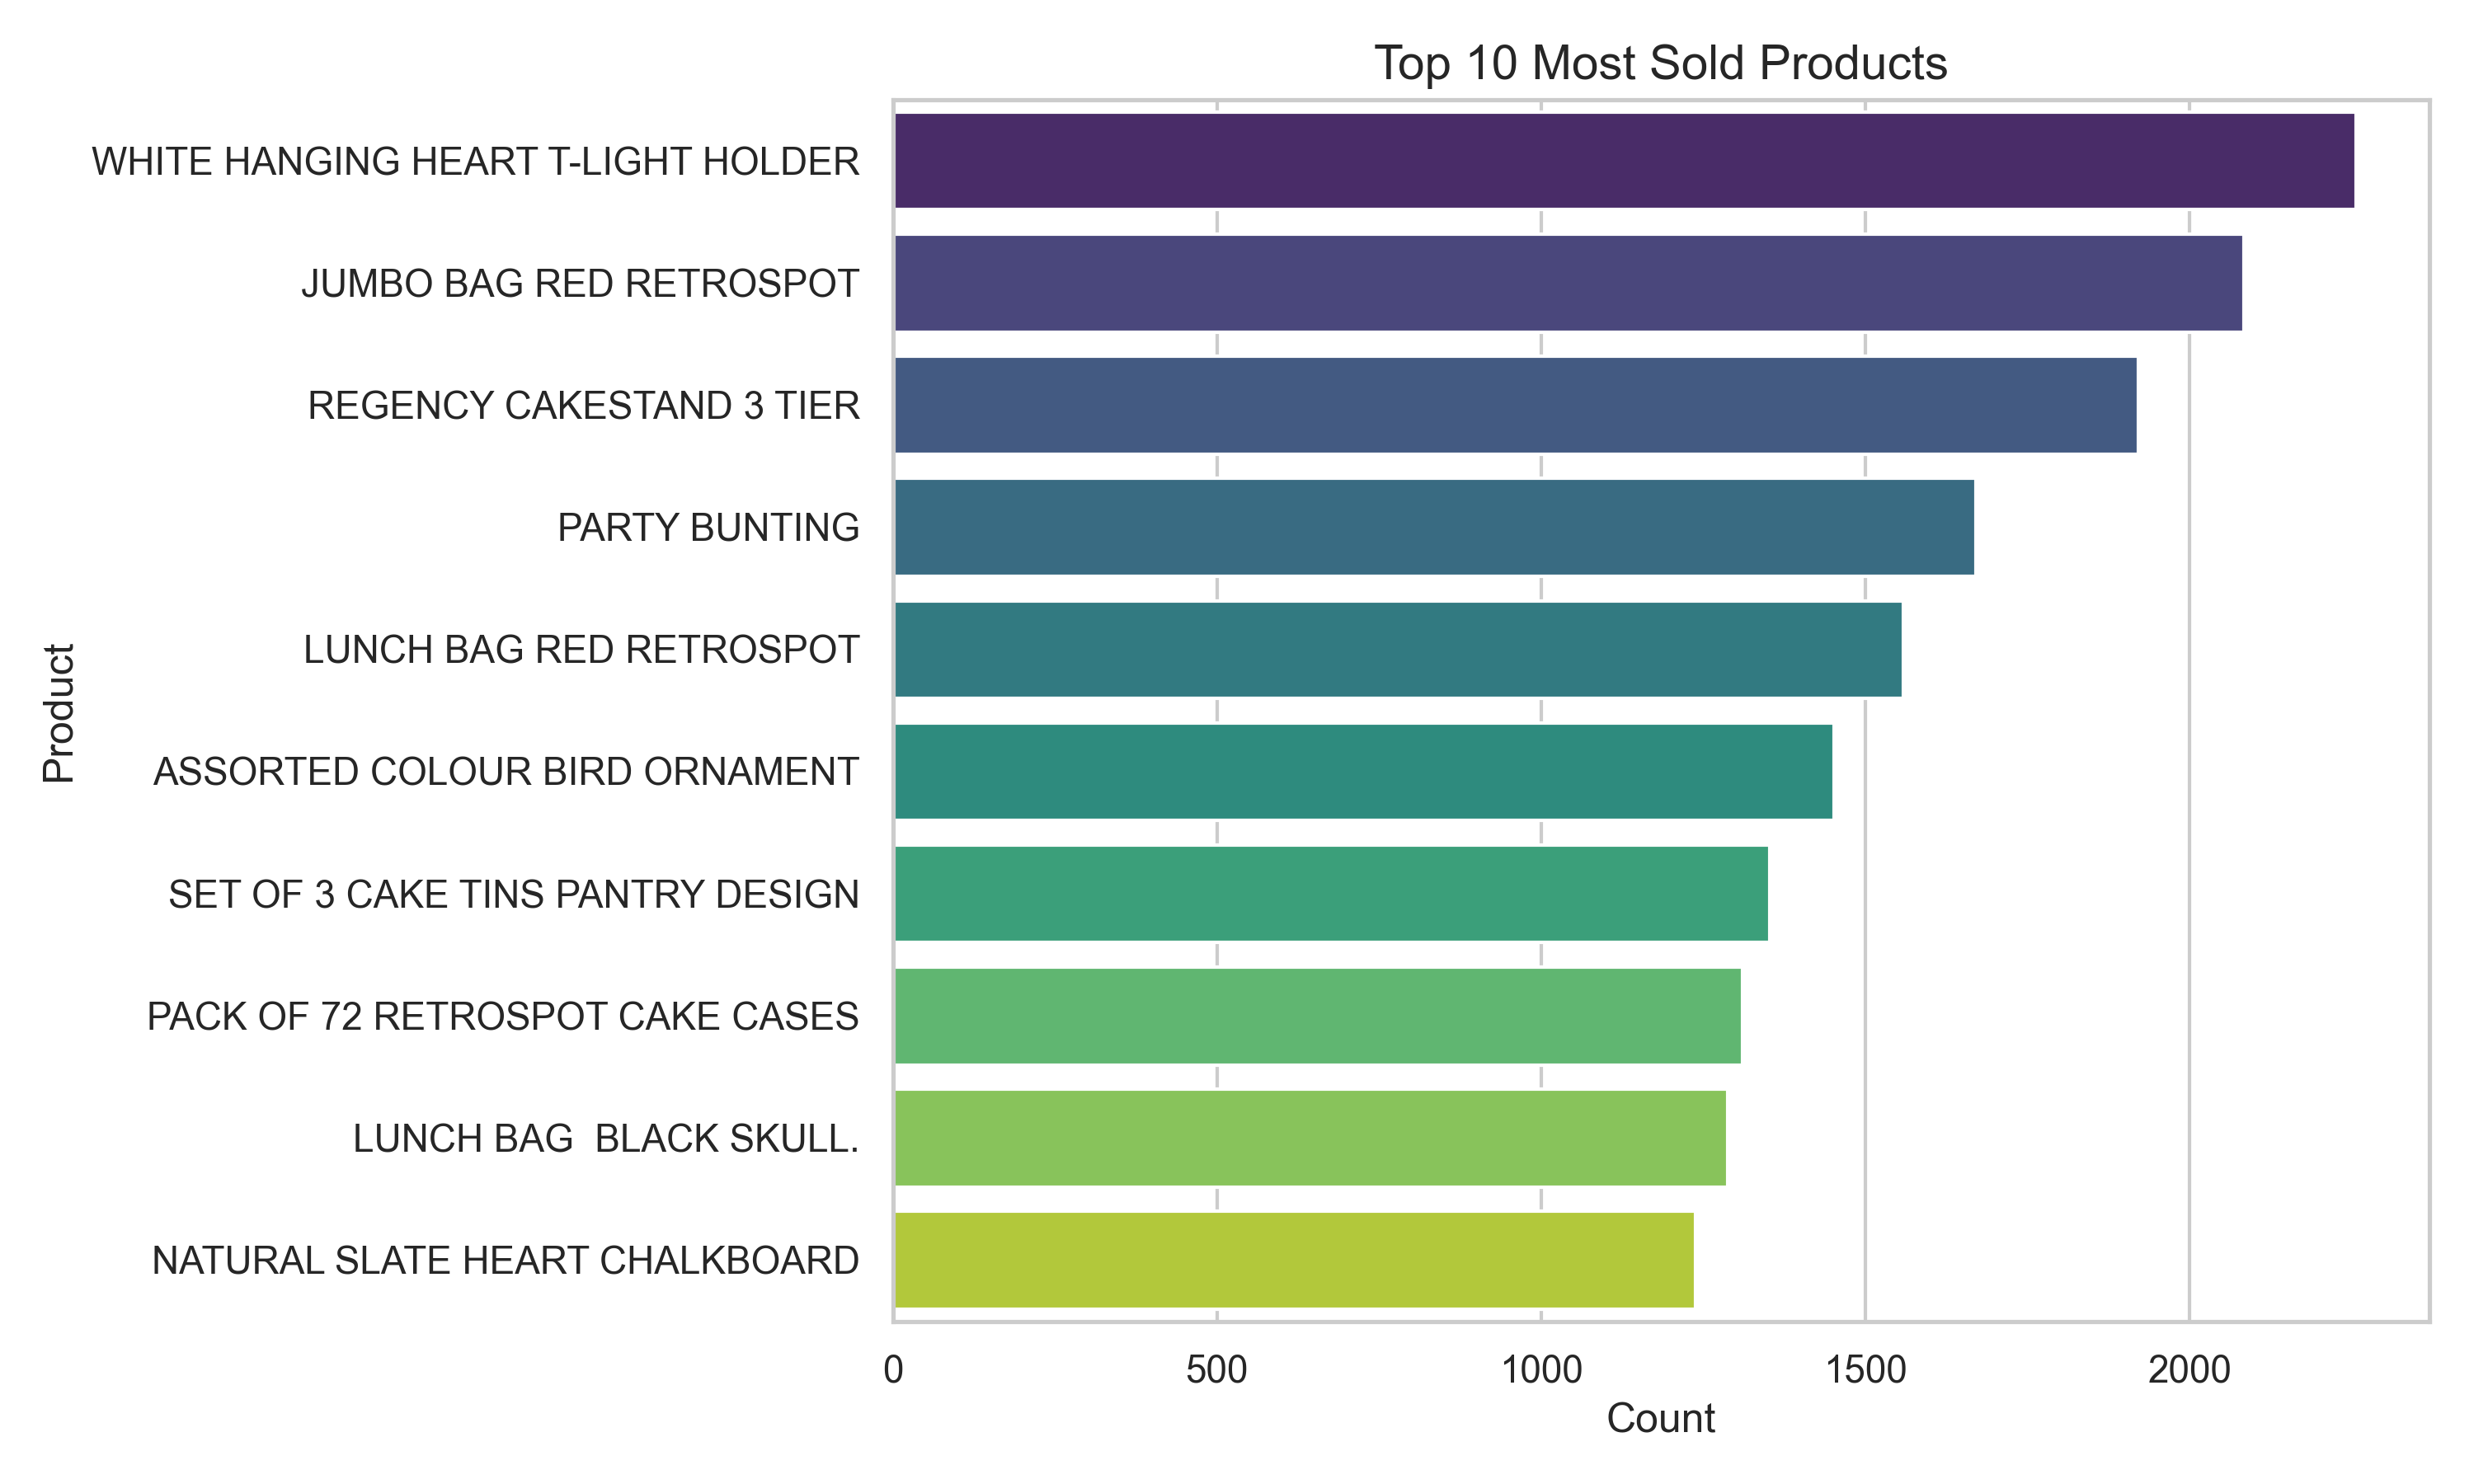 Top 10 Most Sold Products
WHITE HANGING HEART T-LIGHT HOLDER
JUMBO BAG RED RETROSPOT
REGENCY CAKESTAND 3 TIER
PARTY BUNTING
LUNCH BAG RED RETROSPOT
ASSORTED COLOUR BIRD ORNAMENT
SET OF 3 CAKE TINS PANTRY DESIGN
PACK OF 72 RETROSPOT CAKE CASES
LUNCH BAG  BLACK SKULL.
NATURAL SLATE HEART CHALKBOARD
Product
0 500 1000 1500 2000
Count